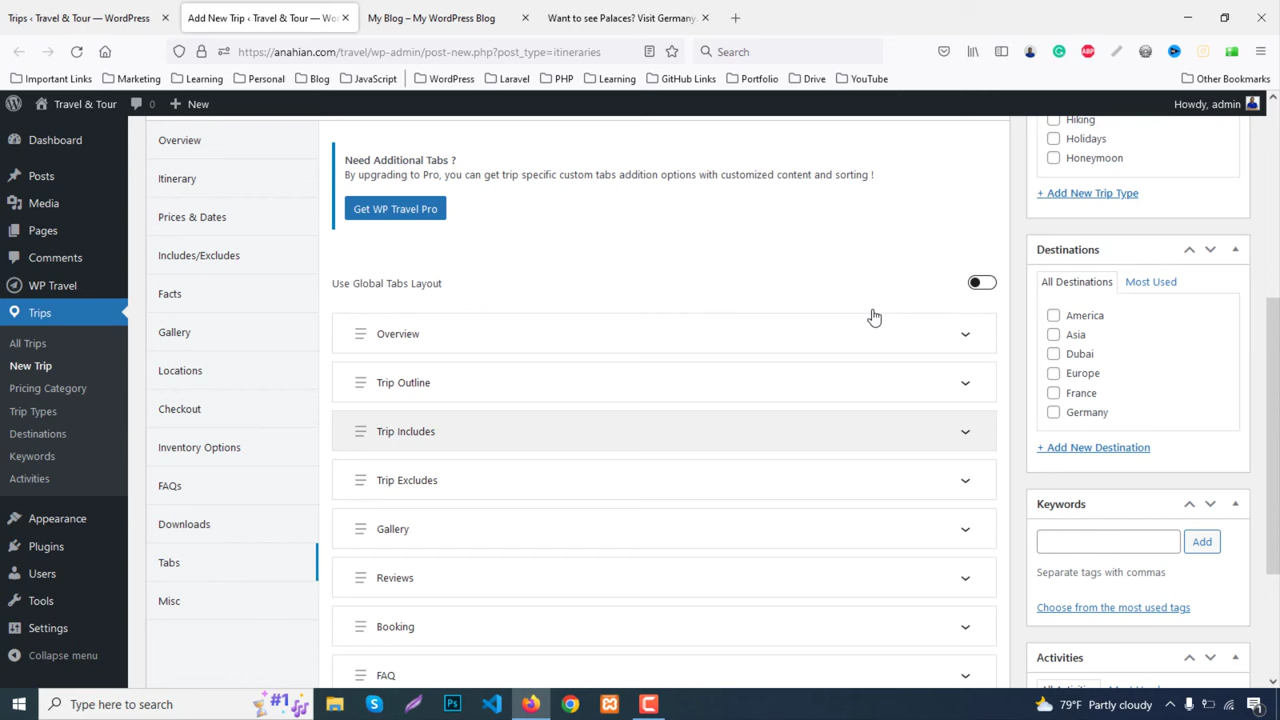 Trips ‹ Travel & Tour — WordPress
Add New Trip ‹ Travel & Tour — Wo
My Blog – My WordPress Blog
Want to see Palaces? Visit Germany.
https://anahian.com/travel/wp-admin/post-new.php?post_type=itineraries
Search
Important Links
Marketing
Learning
Personal
Blog
JavaScript
WordPress
Laravel
PHP
Learning
GitHub Links
Portfolio
Drive
YouTube
Other Bookmarks
Travel & Tour
0
New
Howdy, admin
Dashboard
Posts
Media
Pages
Comments
WP Travel
Trips
All Trips
New Trip
Pricing Category
Trip Types
Destinations
Keywords
Activities
Appearance
Plugins
Users
Tools
Settings
Collapse menu
Overview
Itinerary
Prices & Dates
Includes/Excludes
Facts
Gallery
Locations
Checkout
Inventory Options
FAQs
Downloads
Tabs
Misc
Need Additional Tabs ?
By upgrading to Pro, you can get trip specific custom tabs addition options with customized content and sorting !
Get WP Travel Pro
Use Global Tabs Layout
Overview
Trip Outline
Trip Includes
Trip Excludes
Gallery
Reviews
Booking
FAQ
Hiking
Holidays
Honeymoon
+ Add New Trip Type
Destinations
All Destinations
Most Used
America
Asia
Dubai
Europe
France
Germany
+ Add New Destination
Keywords
Add
Separate tags with commas
Choose from the most used tags
Activities
Type here to search
#1
79°F Partly cloudy